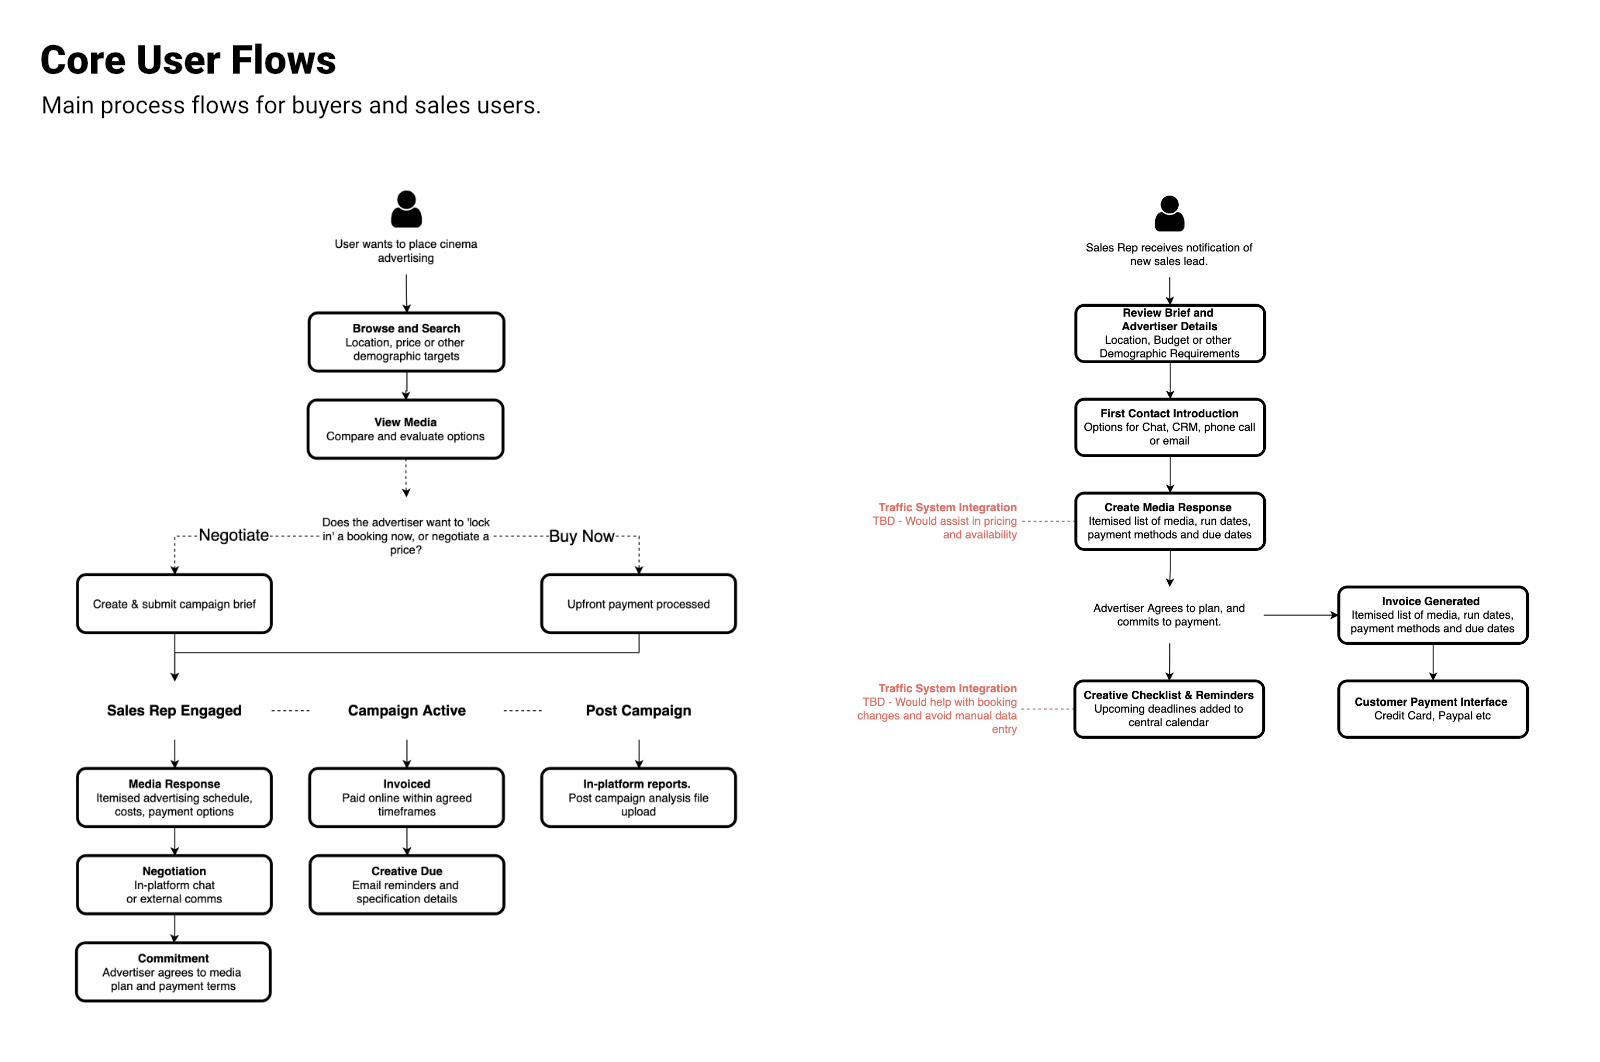 Core User Flows
Main process flows for buyers and sales users.
User wants to place cinema
advertising
Browse and Search
Location, price or other
demographic targets
View Media
Compare and evaluate options
Does the advertiser want to 'lock
in' a booking now, or negotiate a
price?
Negotiate
Buy Now
Create & submit campaign brief
Upfront payment processed
Sales Rep Engaged
Campaign Active
Post Campaign
Media Response
Itemised advertising schedule,
costs, payment options
Negotiation
In-platform chat
or external comms
Commitment
Advertiser agrees to media
plan and payment terms
Invoiced
Paid online within agreed
timeframes
Creative Due
Email reminders and
specification details
In-platform reports.
Post campaign analysis file
upload
Sales Rep receives notification of
new sales lead.
Review Brief and
Advertiser Details
Location, Budget or other
Demographic Requirements
First Contact Introduction
Options for Chat, CRM, phone call
or email
Traffic System Integration
TBD - Would assist in pricing
and availability
Create Media Response
Itemised list of media, run dates,
payment methods and due dates
Advertiser Agrees to plan, and
commits to payment.
Invoice Generated
Itemised list of media, run dates,
payment methods and due dates
Traffic System Integration
TBD - Would help with booking
changes and avoid manual data
entry
Creative Checklist & Reminders
Upcoming deadlines added to
central calendar
Customer Payment Interface
Credit Card, Paypal etc